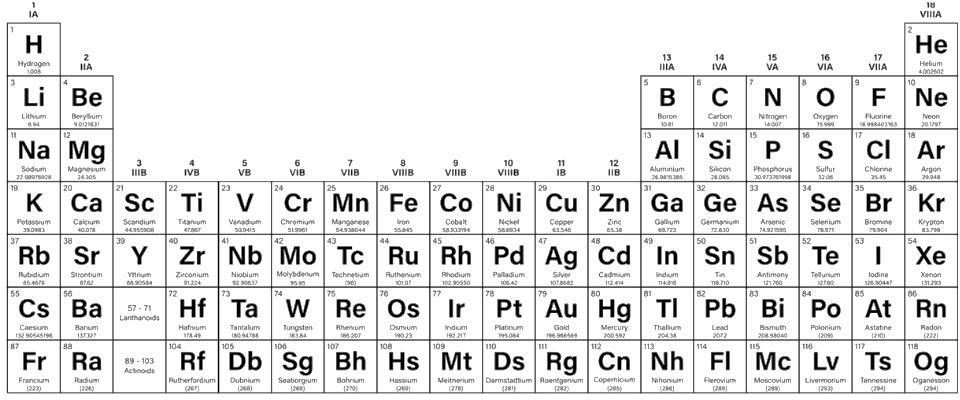 1 18
IA VIIIA
1 2
H He
Hydrogen 2 13 14 15 16 17 Helium
1.008 IIA IIIA IVA VA VIA VIIA 4.002602
3 4 5 6 7 8 9 10
Li Be B C N O F Ne
Lithium Beryllium Boron Carbon Nitrogen Oxygen Fluorine Neon
6.94 9.0121831 10.81 12.011 14.007 15.999 18.998403163 20.1797
11 12 13 14 15 16 17 18
Na Mg Al Si P S Cl Ar
Sodium Magnesium 3 4 5 6 7 8 9 10 11 12 Aluminium Silicon Phosphorus Sulfur Chlorine Argon
22.98976928 24.305 IIIB IVB VB VIB VIIB VIIIB VIIIB VIIIB IB IIB 26.9815385 28.085 30.973761998 32.06 35.45 39.948
19 20 21 22 23 24 25 26 27 28 29 30 31 32 33 34 35 36
K Ca Sc Ti V Cr Mn Fe Co Ni Cu Zn Ga Ge As Se Br Kr
Potassium Calcium Scandium Titanium Vanadium Chromium Manganese Iron Cobalt Nickel Copper Zinc Gallium Germanium Arsenic Selenium Bromine Krypton
39.0983 40.078 44.955908 47.867 50.9415 51.9961 54.938044 55.845 58.933194 58.6934 63.546 65.38 69.723 72.630 74.921595 78.971 79.904 83.798
37 38 39 40 41 42 43 44 45 46 47 48 49 50 51 52 53 54
Rb Sr Y Zr Nb Mo Tc Ru Rh Pd Ag Cd In Sn Sb Te I Xe
Rubidium Strontium Yttrium Zirconium Niobium Molybdenum Technetium Ruthenium Rhodium Palladium Silver Cadmium Indium Tin Antimony Tellurium Iodine Xenon
85.4678 87.62 88.90584 91.224 92.90637 95.95 (98) 101.07 102.90550 106.42 107.8682 112.414 114.818 118.710 121.760 127.60 126.90447 131.293
55 56 57 - 71 72 73 74 75 76 77 78 79 80 81 82 83 84 85 86
Cs Ba Lanthanoids Hf Ta W Re Os Ir Pt Au Hg Tl Pb Bi Po At Rn
Caesium Barium Hafnium Tantalum Tungsten Rhenium Osmium Iridium Platinum Gold Mercury Thallium Lead Bismuth Polonium Astatine Radon
132.90545196 137.327 178.49 180.94788 183.84 186.207 190.23 192.217 195.084 196.966569 200.592 204.38 207.2 208.98040 (209) (210) (222)
87 88 89 - 103 104 105 106 107 108 109 110 111 112 113 114 115 116 117 118
Fr Ra Actinoids Rf Db Sg Bh Hs Mt Ds Rg Cn Nh Fl Mc Lv Ts Og
Francium Radium Rutherfordium Dubnium Seaborgium Bohrium Hassium Meitnerium Darmstadtium Roentgenium Copernicium Nihonium Flerovium Moscovium Livermorium Tennessine Oganesson
(223) (226) (267) (268) (269) (270) (269) (278) (281) (282) (285) (286) (289) (289) (293) (294) (294)